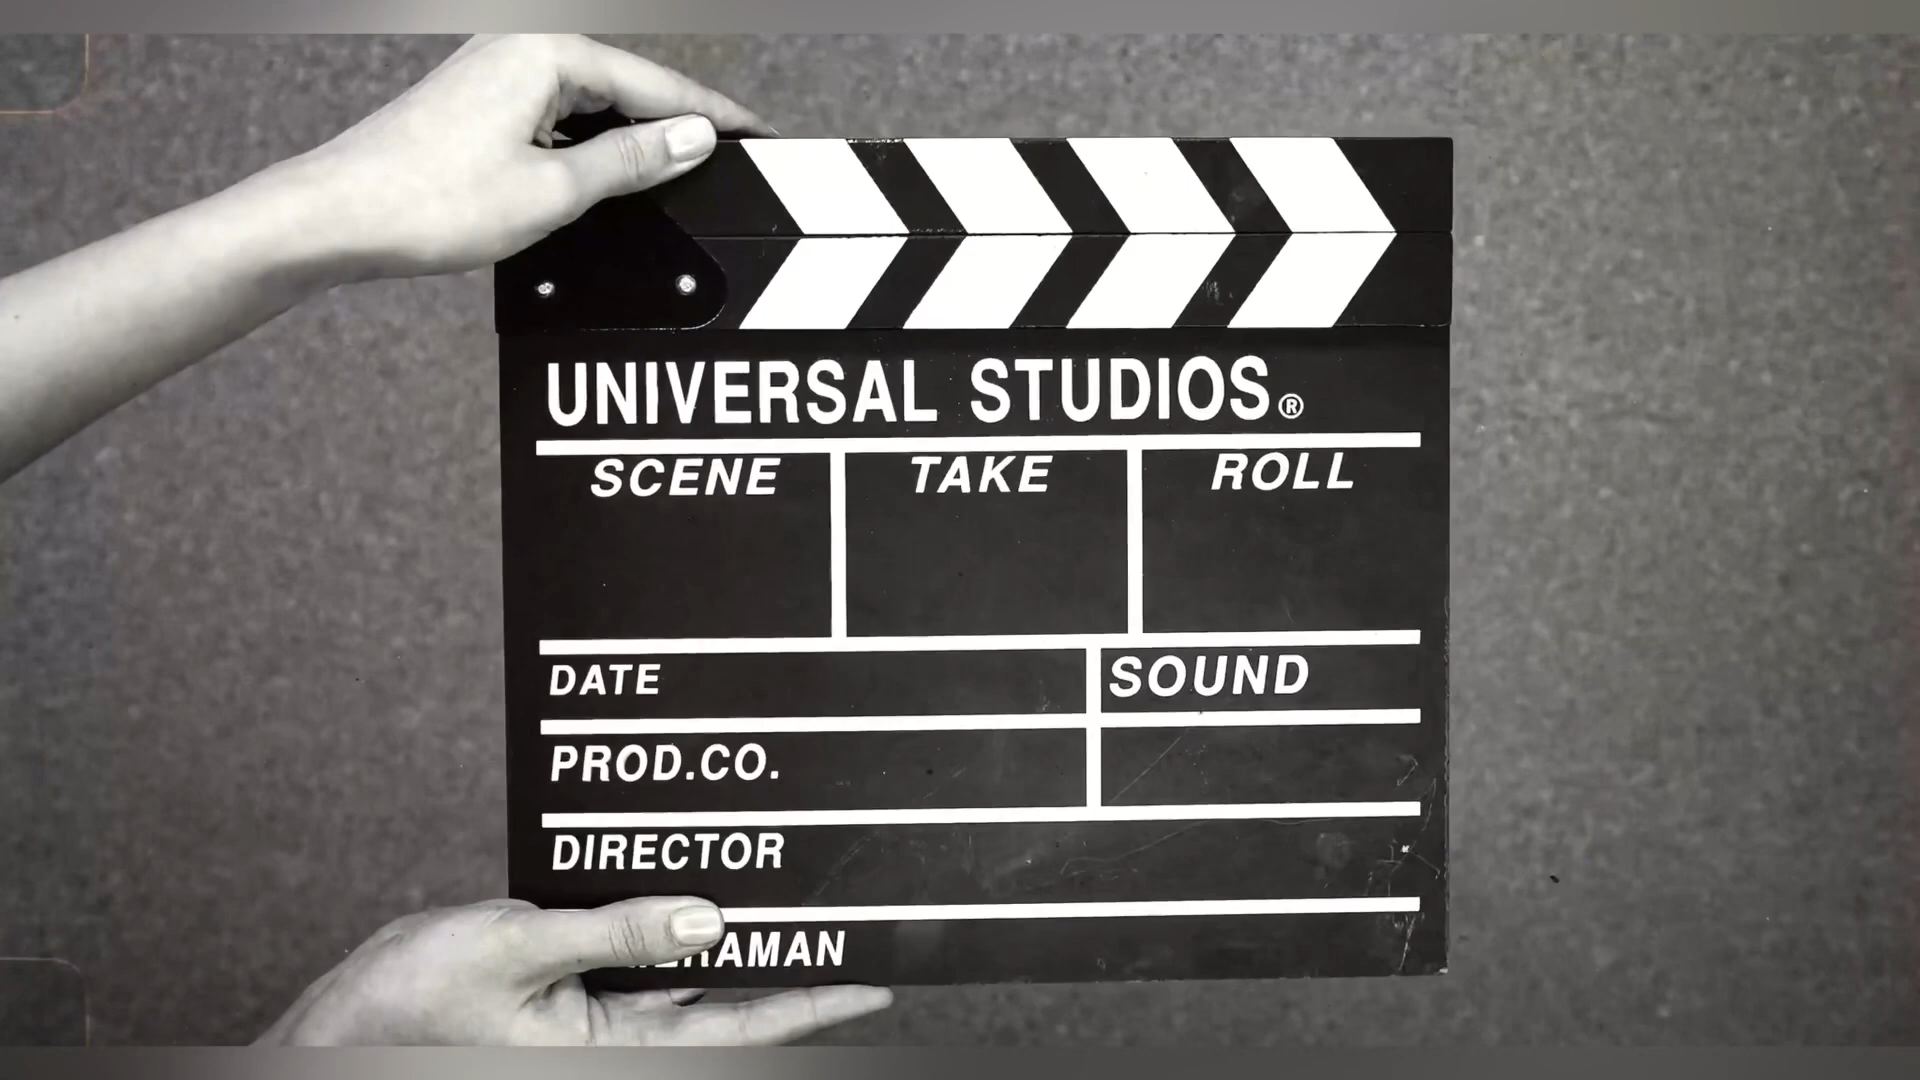 UNIVERSAL STUDIOS®
SCENE TAKE ROLL
DATE SOUND
PROD.CO.
DIRECTOR